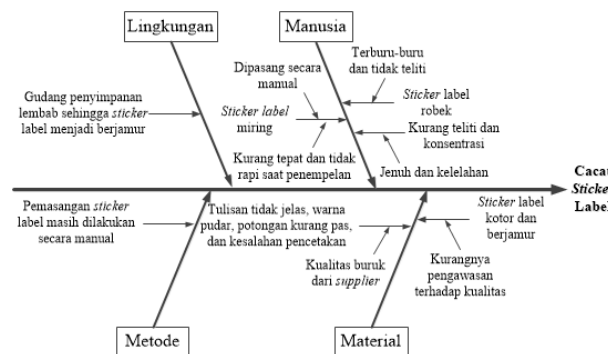 Lingkungan
Manusia
Gudang penyimpanan
lembab sehingga sticker
label menjadi berjamur
Dipasang secara
manual
Sticker label
miring
Kurang tepat dan tidak
rapi saat penempelan
Terburu-buru
dan tidak teliti
Sticker label
robek
Kurang teliti dan
konsentrasi
Jenuh dan kelelahan
Cacat
Sticker
Label
Pemasangan sticker
label masih dilakukan
secara manual
Tulisan tidak jelas, warna
pudar, potongan kurang pas,
dan kesalahan pencetakan
Kualitas buruk
dari supplier
Sticker label
kotor dan
berjamur
Kurangnya
pengawasan
terhadap kualitas
Metode
Material